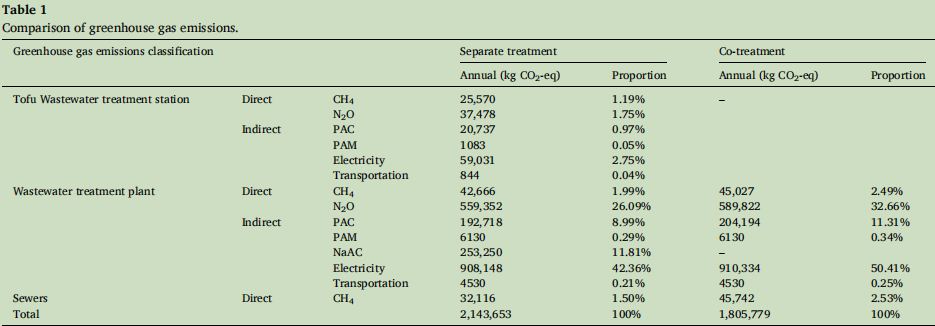 Table 1
Comparison of greenhouse gas emissions.
Greenhouse gas emissions classification Separate treatment Co-treatment
Annual (kg CO₂-eq) Proportion Annual (kg CO₂-eq) Proportion
Tofu Wastewater treatment station Direct CH₄ 25,570 1.19% –
N₂O 37,478 1.75%
Indirect PAC 20,737 0.97%
PAM 1083 0.05%
Electricity 59,031 2.75%
Transportation 844 0.04%
Wastewater treatment plant Direct CH₄ 42,666 1.99% 45,027 2.49%
N₂O 559,352 26.09% 589,822 32.66%
Indirect PAC 192,718 8.99% 204,194 11.31%
PAM 6130 0.29% 6130 0.34%
NaAC 253,250 11.81% –
Electricity 908,148 42.36% 910,334 50.41%
Transportation 4530 0.21% 4530 0.25%
Sewers Direct CH₄ 32,116 1.50% 45,742 2.53%
Total 2,143,653 100% 1,805,779 100%